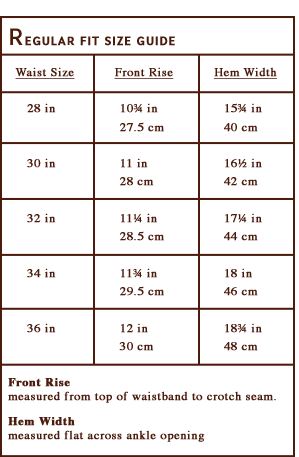 REGULAR FIT SIZE GUIDE
Waist Size Front Rise Hem Width
28 in 10¾ in 15¾ in
27.5 cm 40 cm
30 in 11 in 16½ in
28 cm 42 cm
32 in 11¼ in 17¼ in
28.5 cm 44 cm
34 in 11¾ in 18 in
29.5 cm 46 cm
36 in 12 in 18¾ in
30 cm 48 cm
Front Rise
measured from top of waistband to crotch seam.
Hem Width
measured flat across ankle opening